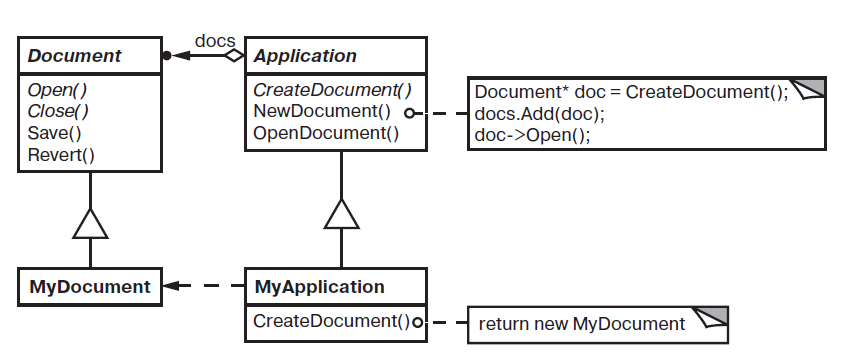 docs
Document
Open()
Close()
Save()
Revert()
Application
CreateDocument()
NewDocument()
OpenDocument()
Document* doc = CreateDocument();
docs.Add(doc);
doc->Open();
MyDocument
MyApplication
CreateDocument()
return new MyDocument